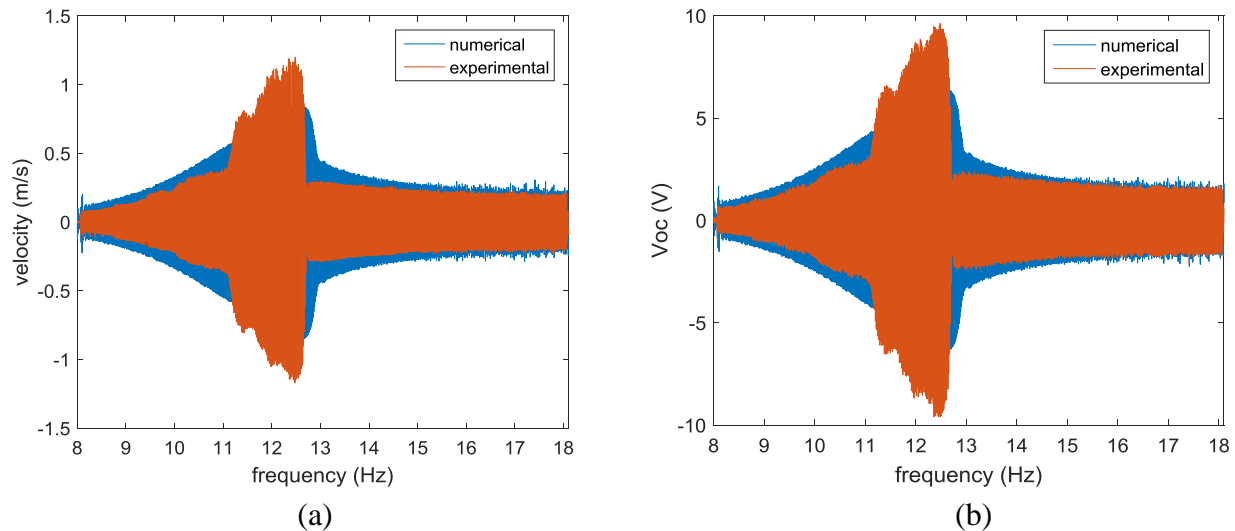 1.5
1
0.5
0
-0.5
-1
-1.5
velocity (m/s)
numerical
experimental
8 9 10 11 12 13 14 15 16 17 18
frequency (Hz)
(a)
10
5
0
-5
-10
Voc (V)
numerical
experimental
8 9 10 11 12 13 14 15 16 17 18
frequency (Hz)
(b)